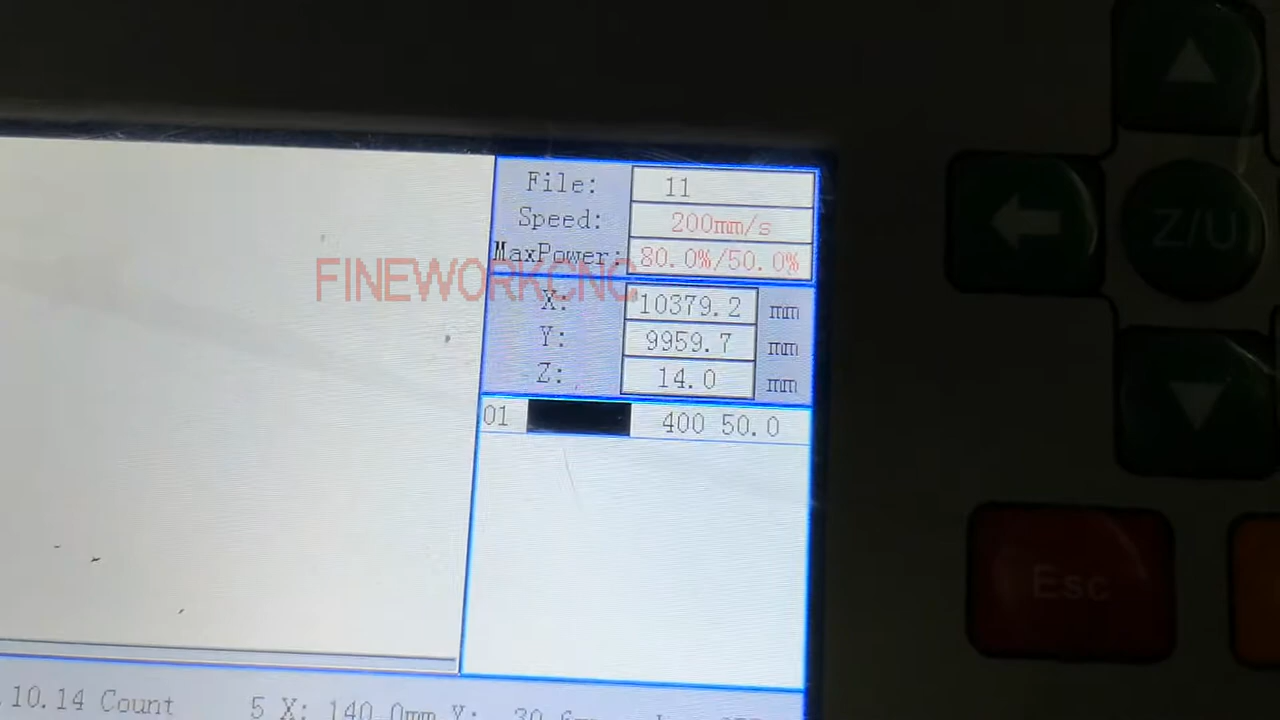 File: 11
Speed: 200mm/s
MaxPower: 80.0%/50.0%
FINEWORKCNC
X: 10379.2 mm
Y: 9959.7 mm
Z: 14.0 mm
01 400 50.0
Z/U
Esc
.10.14 Count 5 X: 140.0mm Y: